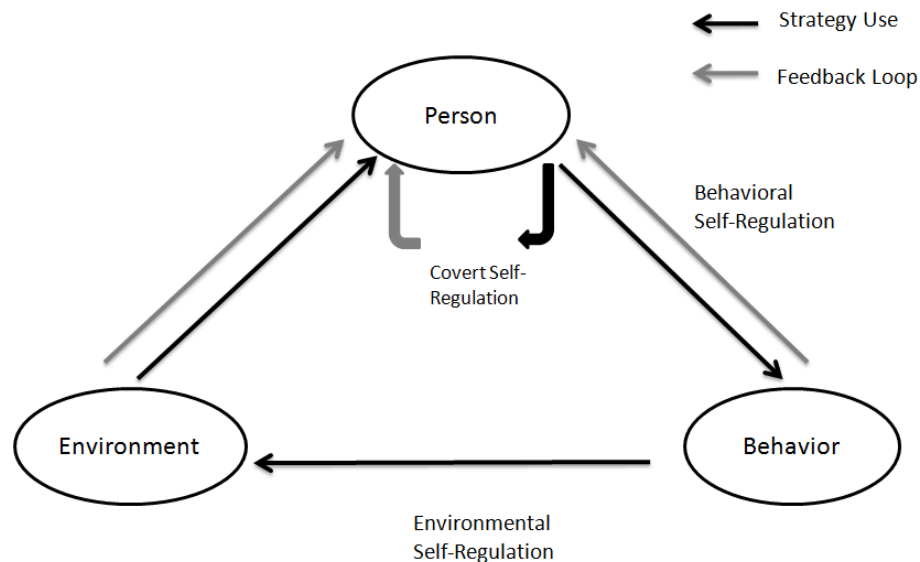 Strategy Use
Feedback Loop
Person
Behavioral
Self-Regulation
Covert Self-
Regulation
Environment
Behavior
Environmental
Self-Regulation